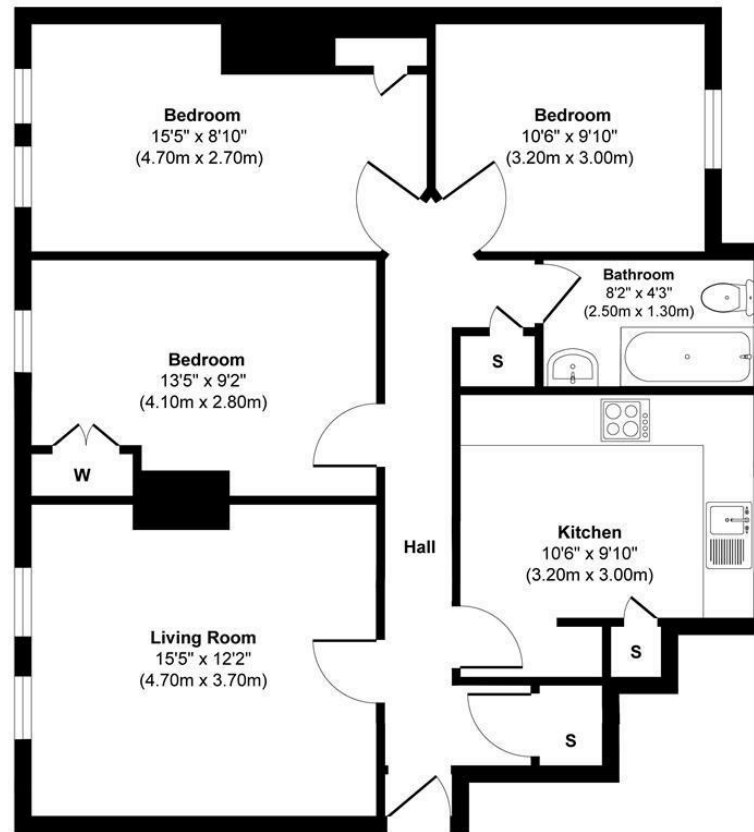 Bedroom
15'5" x 8'10"
(4.70m x 2.70m)
Bedroom
10'6" x 9'10"
(3.20m x 3.00m)
Bathroom
8'2" x 4'3"
(2.50m x 1.30m)
Bedroom
13'5" x 9'2"
(4.10m x 2.80m)
S
W
Hall
Kitchen
10'6" x 9'10"
(3.20m x 3.00m)
Living Room
15'5" x 12'2"
(4.70m x 3.70m)
S
S